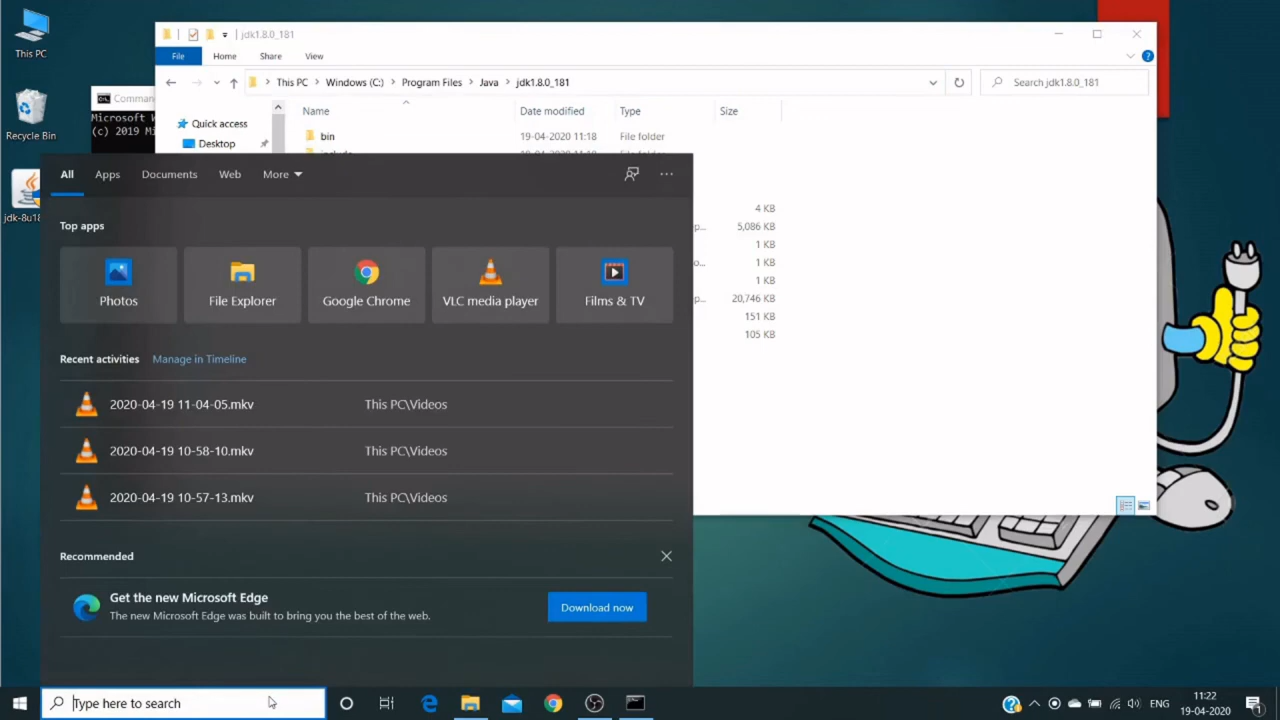 This PC
Recycle Bin
jdk-8u18
jdk1.8.0_181
File
Home
Share
View
This PC
Windows (C:)
Program Files
Java
jdk1.8.0_181
Search jdk1.8.0_181
Comman
Microsoft W
(c) 2019 Mi
Quick access
Desktop
Name
Date modified
Type
Size
bin
19-04-2020 11:18
File folder
4 KB
5,086 KB
1 KB
1 KB
1 KB
20,746 KB
151 KB
105 KB
All
Apps
Documents
Web
More
Top apps
Photos
File Explorer
Google Chrome
VLC media player
Films & TV
Recent activities
Manage in Timeline
2020-04-19 11-04-05.mkv
This PC\Videos
2020-04-19 10-58-10.mkv
This PC\Videos
2020-04-19 10-57-13.mkv
This PC\Videos
Recommended
Get the new Microsoft Edge
The new Microsoft Edge was built to bring you the best of the web.
Download now
Type here to search
ENG
11:22
19-04-2020
1